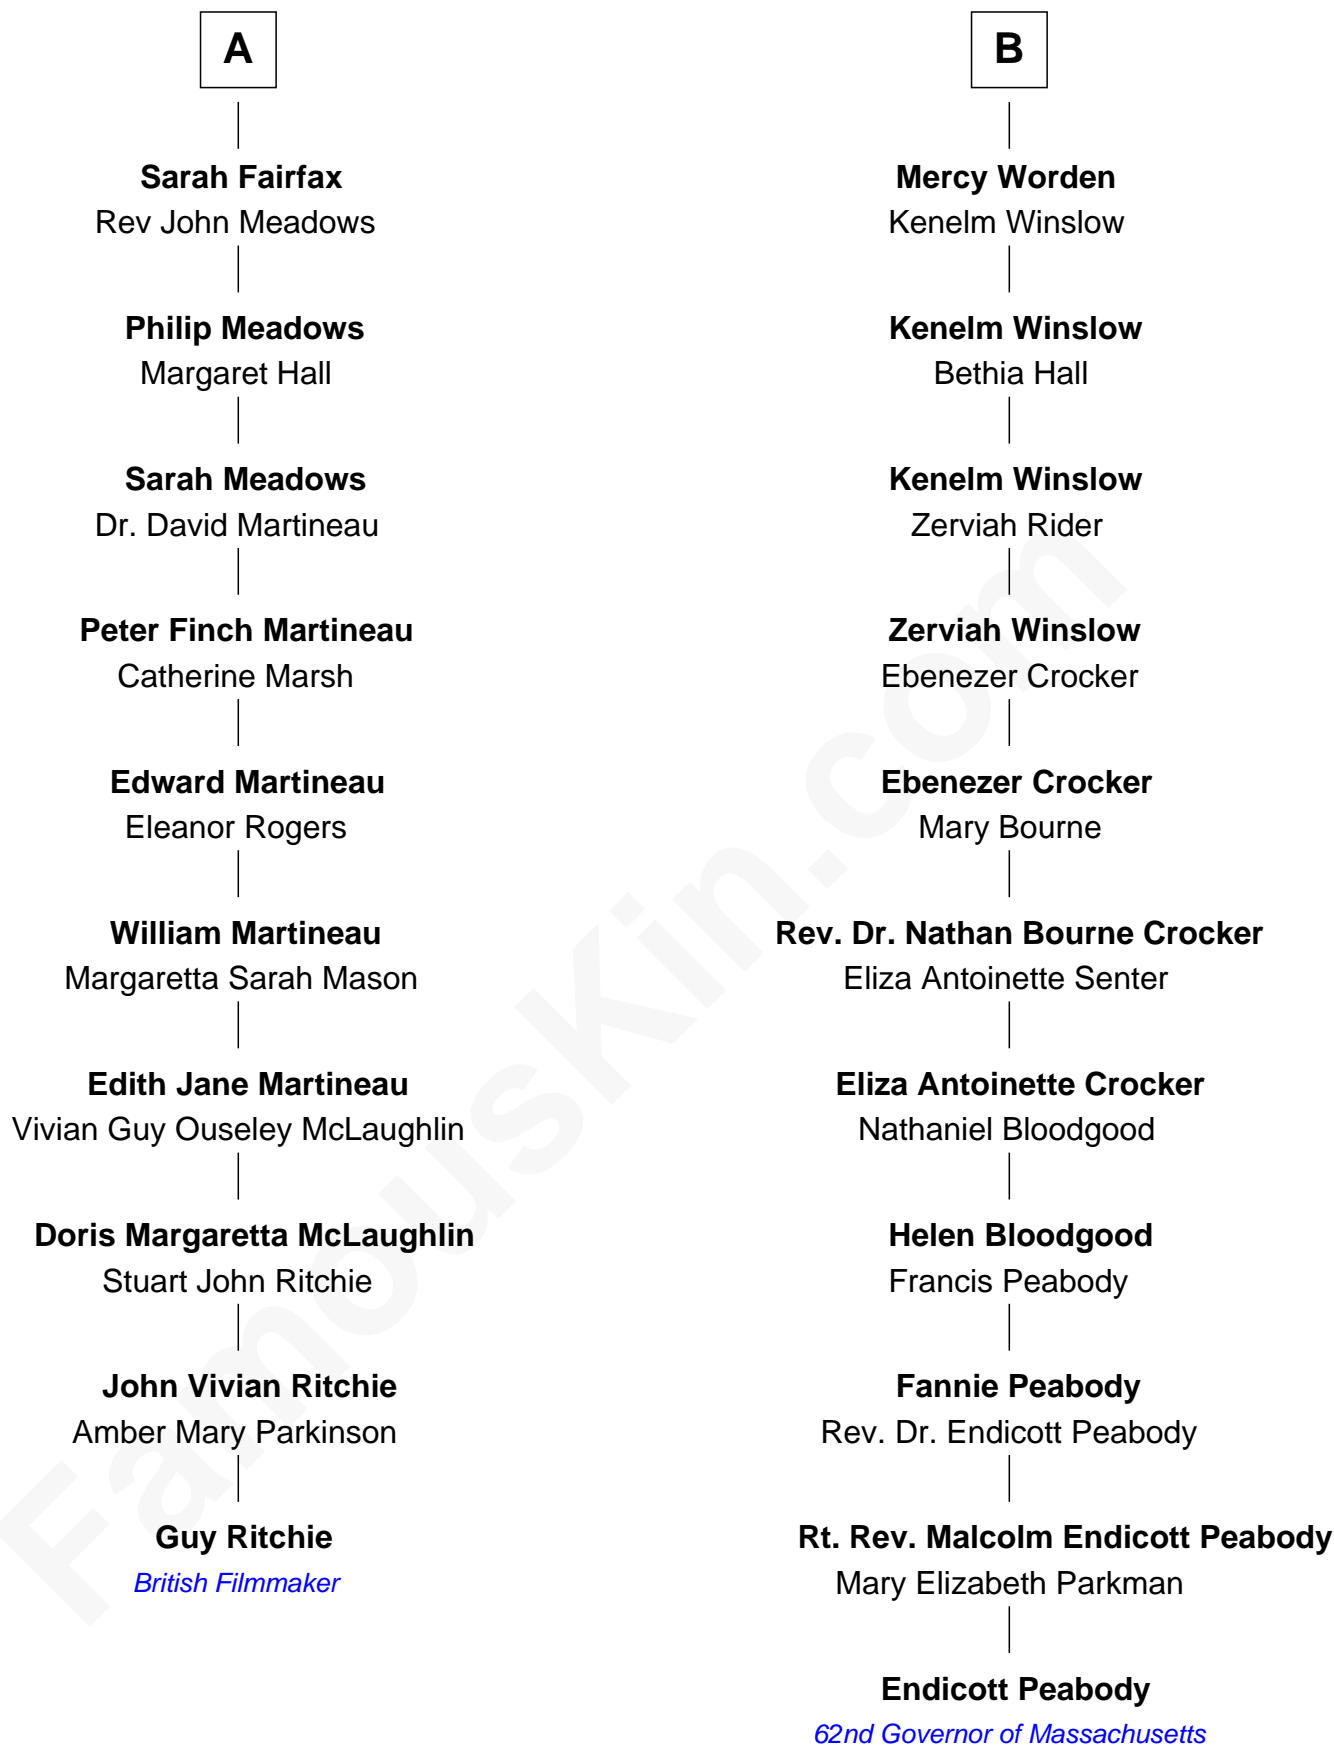 A
Sarah Fairfax
Rev John Meadows
Philip Meadows
Margaret Hall
Sarah Meadows
Dr. David Martineau
Peter Finch Martineau
Catherine Marsh
Edward Martineau
Eleanor Rogers
William Martineau
Margaretta Sarah Mason
Edith Jane Martineau
Vivian Guy Ouseley McLaughlin
Doris Margaretta McLaughlin
Stuart John Ritchie
John Vivian Ritchie
Amber Mary Parkinson
Guy Ritchie
British Filmmaker
B
Mercy Worden
Kenelm Winslow
Kenelm Winslow
Bethia Hall
Kenelm Winslow
Zerviah Rider
Zerviah Winslow
Ebenezer Crocker
Ebenezer Crocker
Mary Bourne
Rev. Dr. Nathan Bourne Crocker
Eliza Antoinette Senter
Eliza Antoinette Crocker
Nathaniel Bloodgood
Helen Bloodgood
Francis Peabody
Fannie Peabody
Rev. Dr. Endicott Peabody
Rt. Rev. Malcolm Endicott Peabody
Mary Elizabeth Parkman
Endicott Peabody
62nd Governor of Massachusetts
FamousKin.com